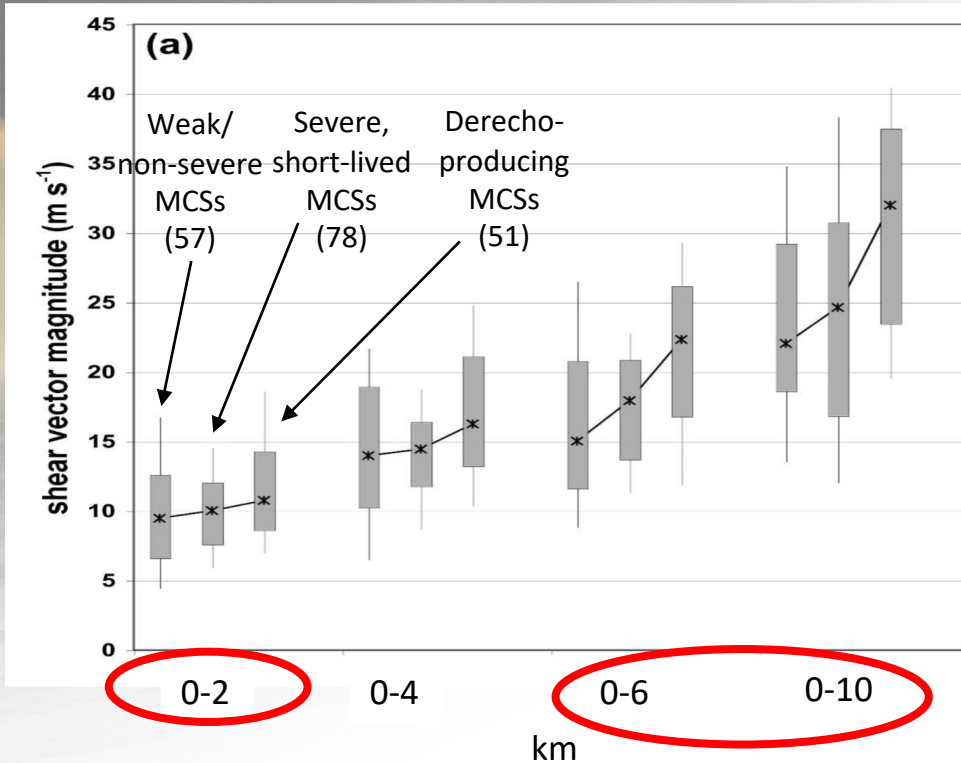 (a)
Weak/
non-severe
MCSs
(57)
Severe,
short-lived
MCSs
(78)
Derecho-
producing
MCSs
(51)
shear vector magnitude (m s⁻¹)
45
40
35
30
25
20
15
10
5
0
0-2 0-4 0-6 0-10
km